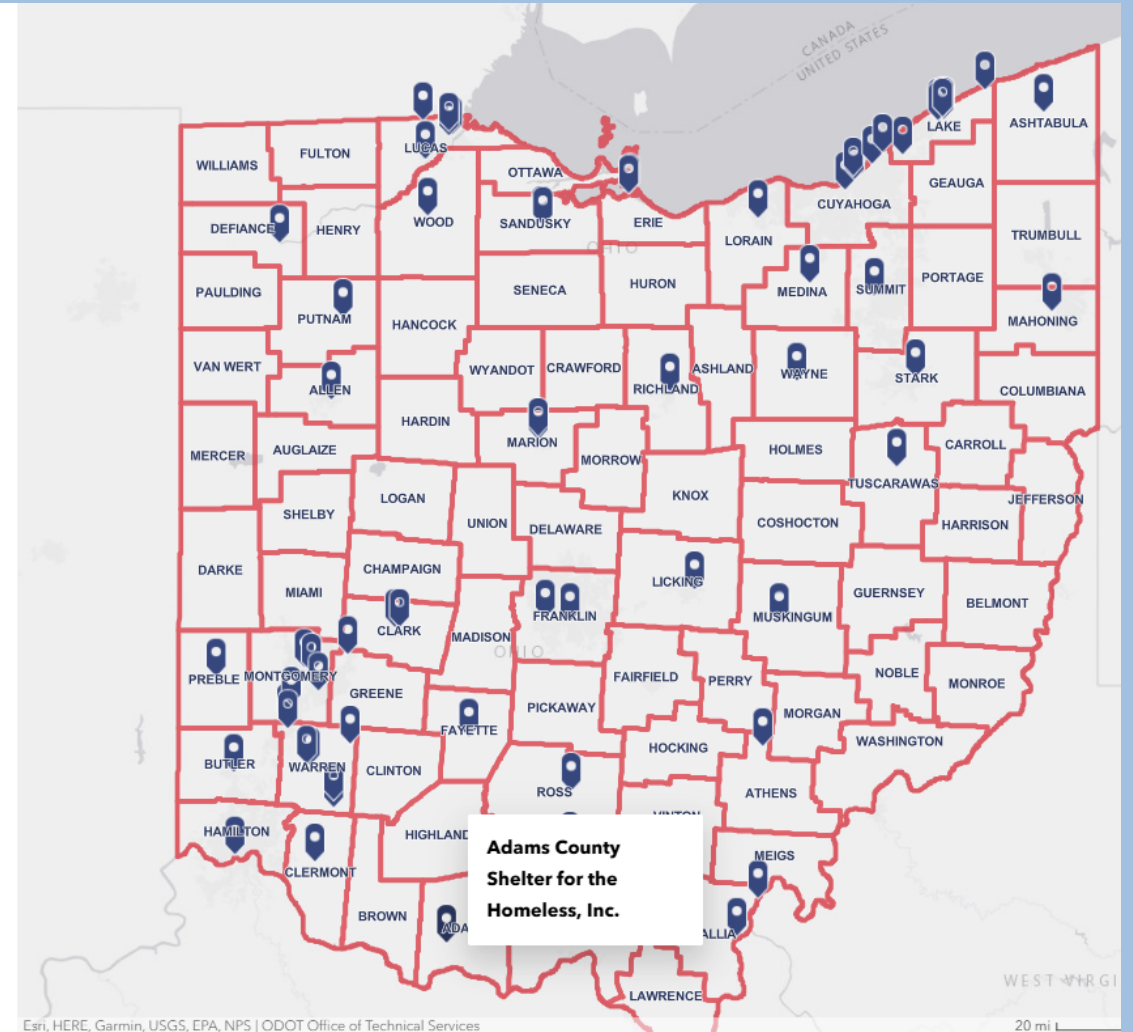 CANADA
UNITED STATES
ASHTABULA
LAKE
LUCAS
FULTON
WILLIAMS
OTTAWA
GEAUGA
CUYAHOGA
DEFIANCE
HENRY
WOOD
SANDUSKY
ERIE
LORAIN
TRUMBULL
OHIO
PAULDING
SENECA
HURON
MEDINA
SUMMIT
PORTAGE
PUTNAM
HANCOCK
MAHONING
VAN WERT
WYANDOT
CRAWFORD
ASHLAND
WAYNE
STARK
ALLEN
RICHLAND
COLUMBIANA
HARDIN
MARION
MERCER
AUGLAIZE
MORROW
HOLMES
CARROLL
TUSCARAWAS
LOGAN
KNOX
JEFFERSON
SHELBY
UNION
DELAWARE
COSHOCTON
HARRISON
DARKE
CHAMPAIGN
LICKING
MIAMI
GUERNSEY
BELMONT
FRANKLIN
MUSKINGUM
CLARK
MADISON
OHIO
PREBLE
MONTGOMERY
FAIRFIELD
PERRY
NOBLE
MONROE
GREENE
PICKAWAY
MORGAN
FAYETTE
WASHINGTON
HOCKING
BUTLER
WARREN
CLINTON
ROSS
ATHENS
VINTON
HAMILTON
HIGHLAND
MEIGS
CLERMONT
Adams County
Shelter for the
Homeless, Inc.
BROWN
ADA
ALLIA
WEST VIRGI
LAWRENCE
Esri, HERE, Garmin, USGS, EPA, NPS | ODOT Office of Technical Services
20 mi